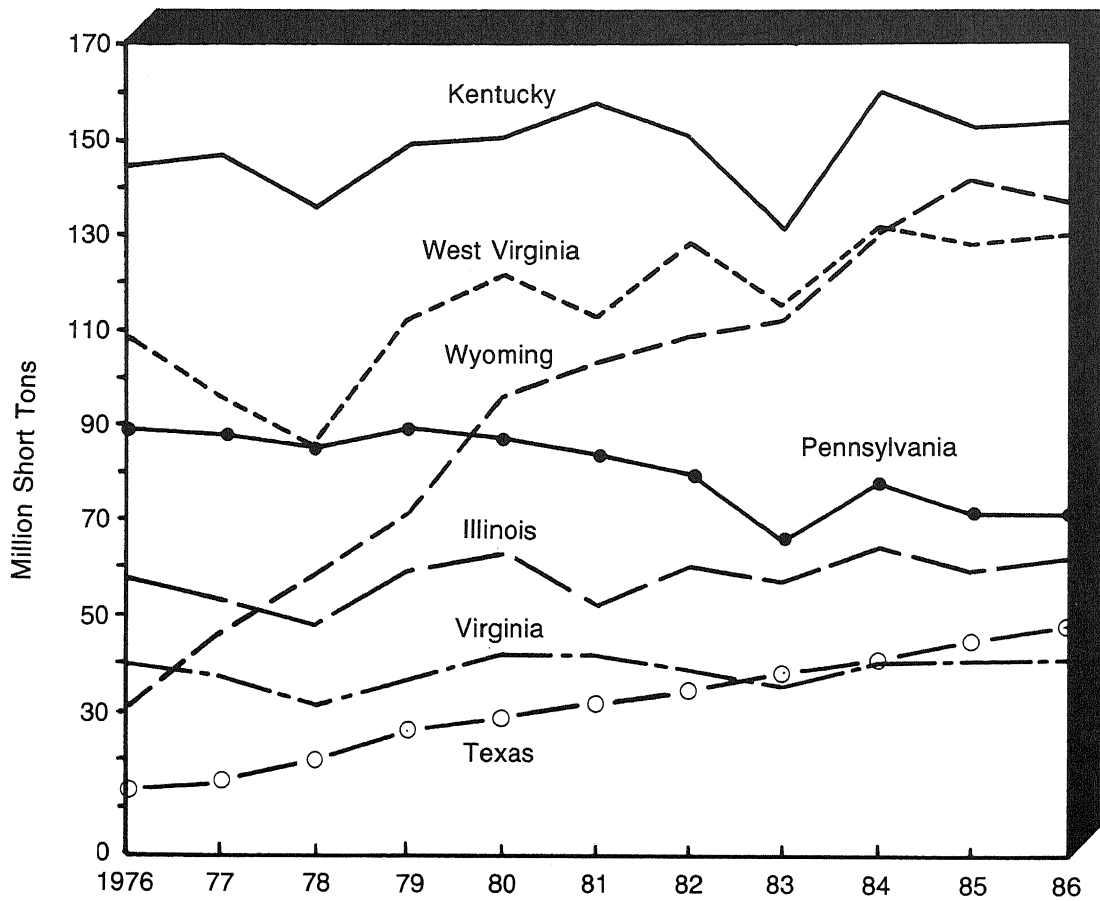 170
Kentucky
150
130
West Virginia
110
Wyoming
90
Pennsylvania
70
Illinois
50
Virginia
30
Texas
0
Million Short Tons
1976 77 78 79 80 81 82 83 84 85 86